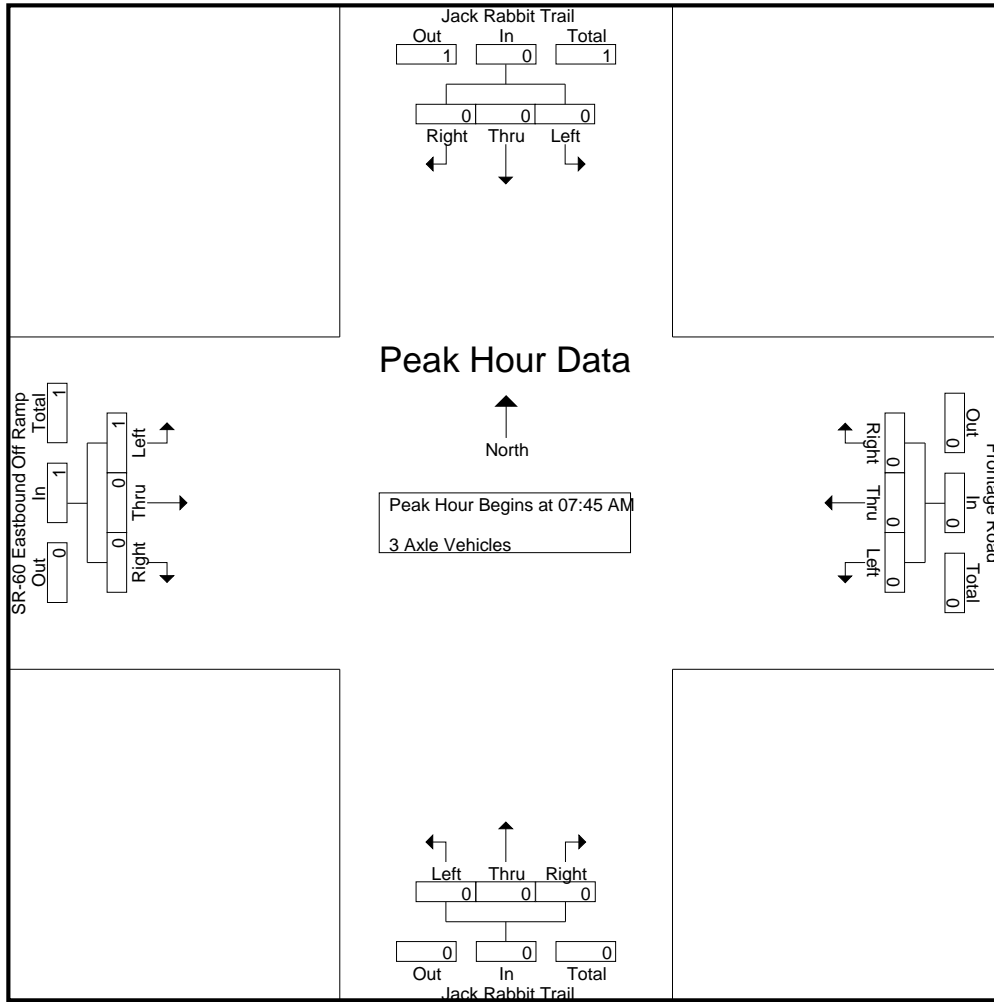 Jack Rabbit Trail
Out In Total
1 0 1
0 0 0
Right Thru Left
Peak Hour Data
North
Peak Hour Begins at 07:45 AM
3 Axle Vehicles
SR-60 Eastbound Off Ramp
Out In Total
0 1 1
0 0 1
Right Thru Left
Frontage Road
Out In Total
0 0 0
0 0 0
Right Thru Left
Left Thru Right
0 0 0
0 0 0
Out In Total
Jack Rabbit Trail